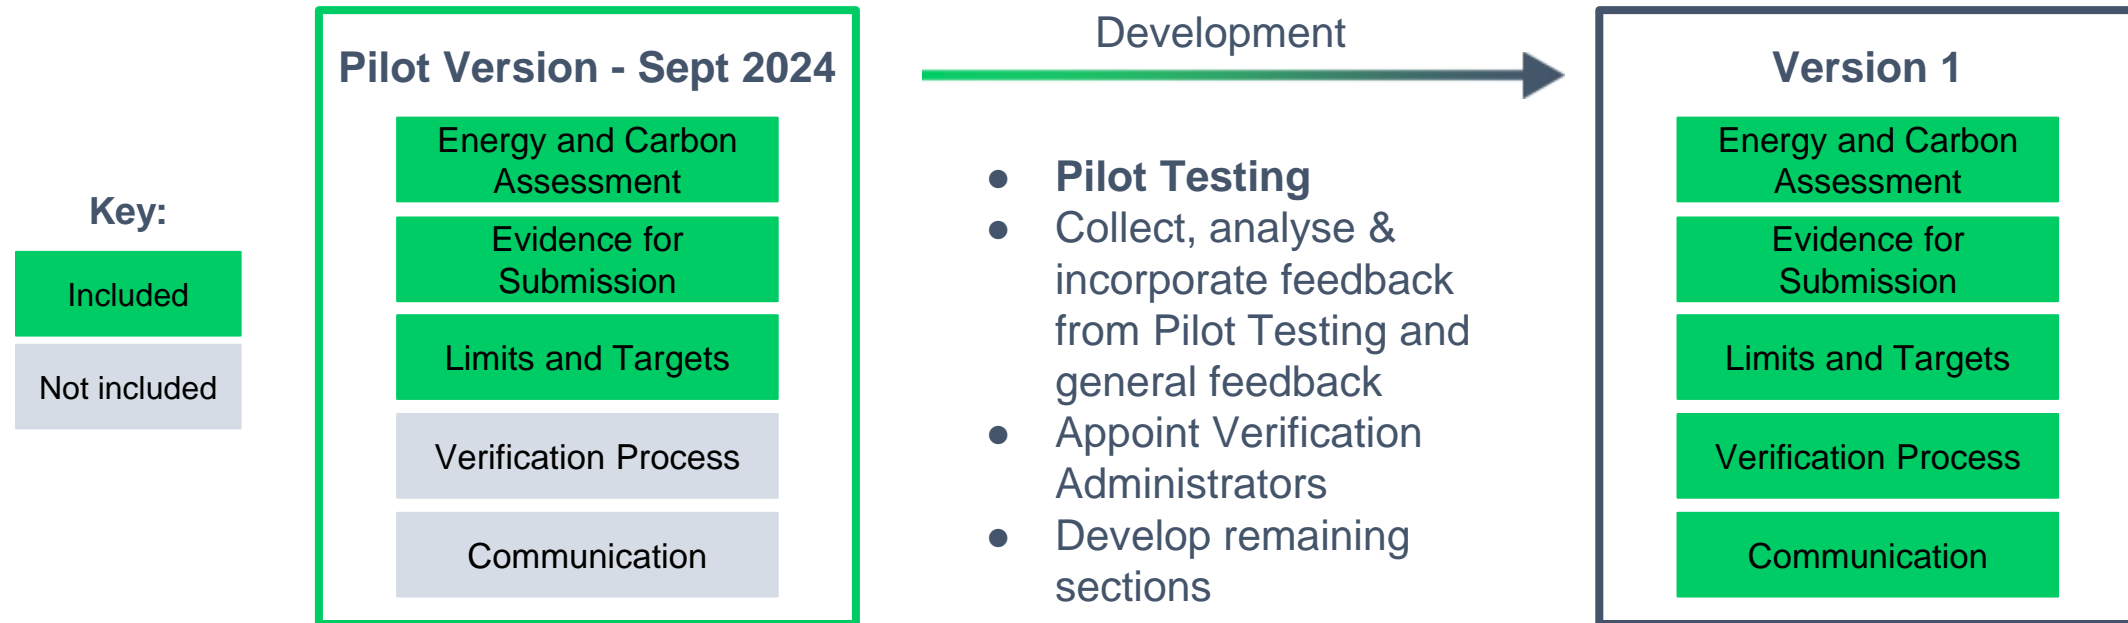 Key:
Included
Not included
Pilot Version - Sept 2024
Energy and Carbon
Assessment
Evidence for
Submission
Limits and Targets
Verification Process
Communication
Development
● Pilot Testing
● Collect, analyse &
incorporate feedback
from Pilot Testing and
general feedback
● Appoint Verification
Administrators
● Develop remaining
sections
Version 1
Energy and Carbon
Assessment
Evidence for
Submission
Limits and Targets
Verification Process
Communication